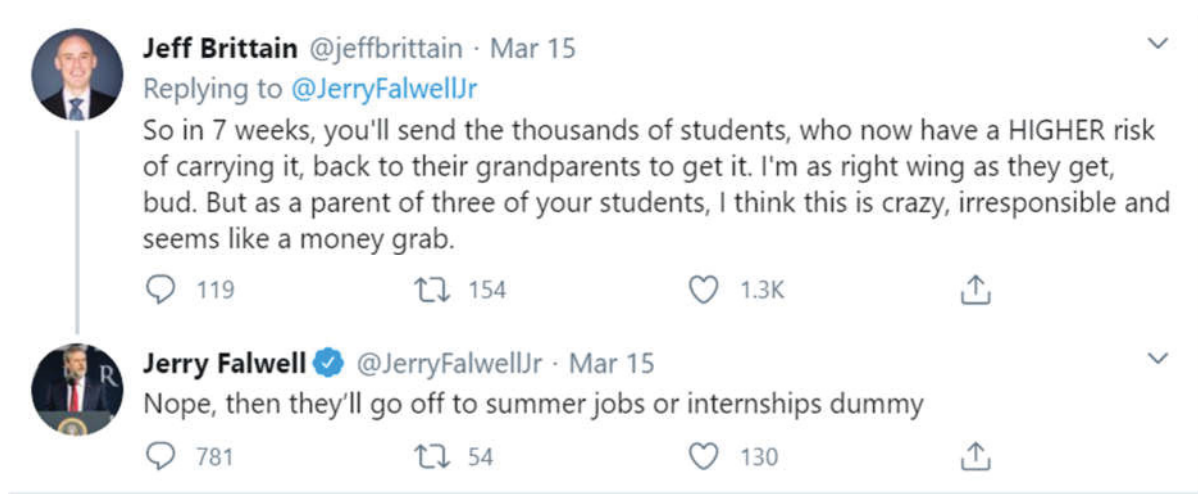 Jeff Brittain @jeffbrittain · Mar 15
Replying to @JerryFalwellJr
So in 7 weeks, you'll send the thousands of students, who now have a HIGHER risk
of carrying it, back to their grandparents to get it. I'm as right wing as they get,
bud. But as a parent of three of your students, I think this is crazy, irresponsible and
seems like a money grab.
119 154 1.3K
Jerry Falwell @JerryFalwellJr · Mar 15
R
Nope, then they'll go off to summer jobs or internships dummy
781 54 130